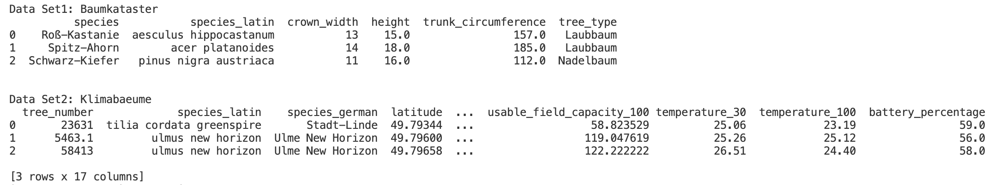 Data Set1: Baumkataster
species species_latin crown_width height trunk_circumference tree_type
0 Roß-Kastanie aesculus hippocastanum 13 15.0 157.0 Laubbaum
1 Spitz-Ahorn acer platanoides 14 18.0 185.0 Laubbaum
2 Schwarz-Kiefer pinus nigra austriaca 11 16.0 112.0 Nadelbaum
Data Set2: Klimabaeume
tree_number species_latin species_german latitude ... usable_field_capacity_100 temperature_30 temperature_100 battery_percentage
0 23631 tilia cordata greenspire Stadt-Linde 49.79344 ... 58.823529 25.06 23.19 59.0
1 5463.1 ulmus new horizon Ulme New Horizon 49.79600 ... 119.047619 25.26 25.12 56.0
2 58413 ulmus new horizon Ulme New Horizon 49.79658 ... 122.222222 26.51 24.40 58.0
[3 rows x 17 columns]